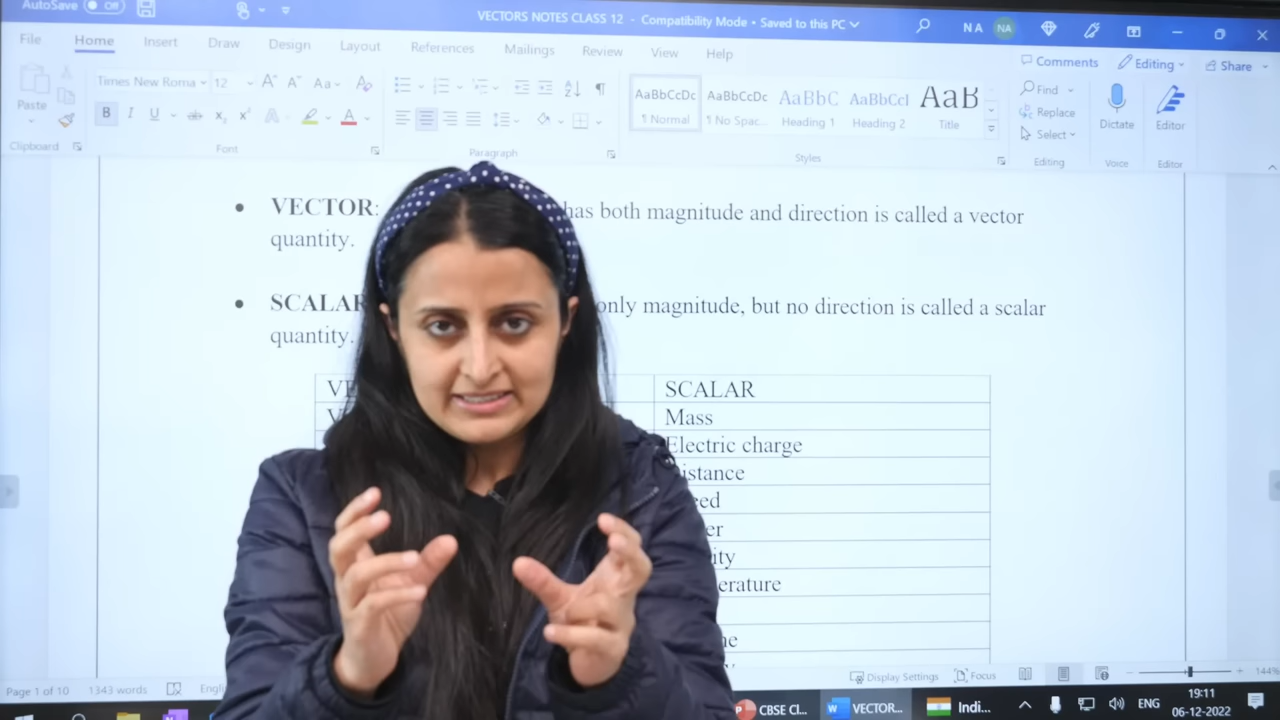 AutoSave Off
VECTORS NOTES CLASS 12 - Compatibility Mode • Saved to this PC
N A NA
File Home Insert Draw Design Layout References Mailings Review View Help
Comments Editing Share
Paste
Clipboard
Times New Roma 12
Font
Paragraph
AaBbCcDc AaBbCcDc AaBbC AaBbCcI AaB
¶ Normal ¶ No Spac... Heading 1 Heading 2 Title
Styles
Find
Replace
Select
Editing
Dictate
Voice
Editor
Editor
• VECTOR: has both magnitude and direction is called a vector
quantity.
• SCALAR only magnitude, but no direction is called a scalar
quantity.
SCALAR
Mass
Electric charge
Page 1 of 10 1343 words
Display Settings Focus 144%
CBSE Cl... VECTOR... Indi... ENG 19:11
06-12-2022